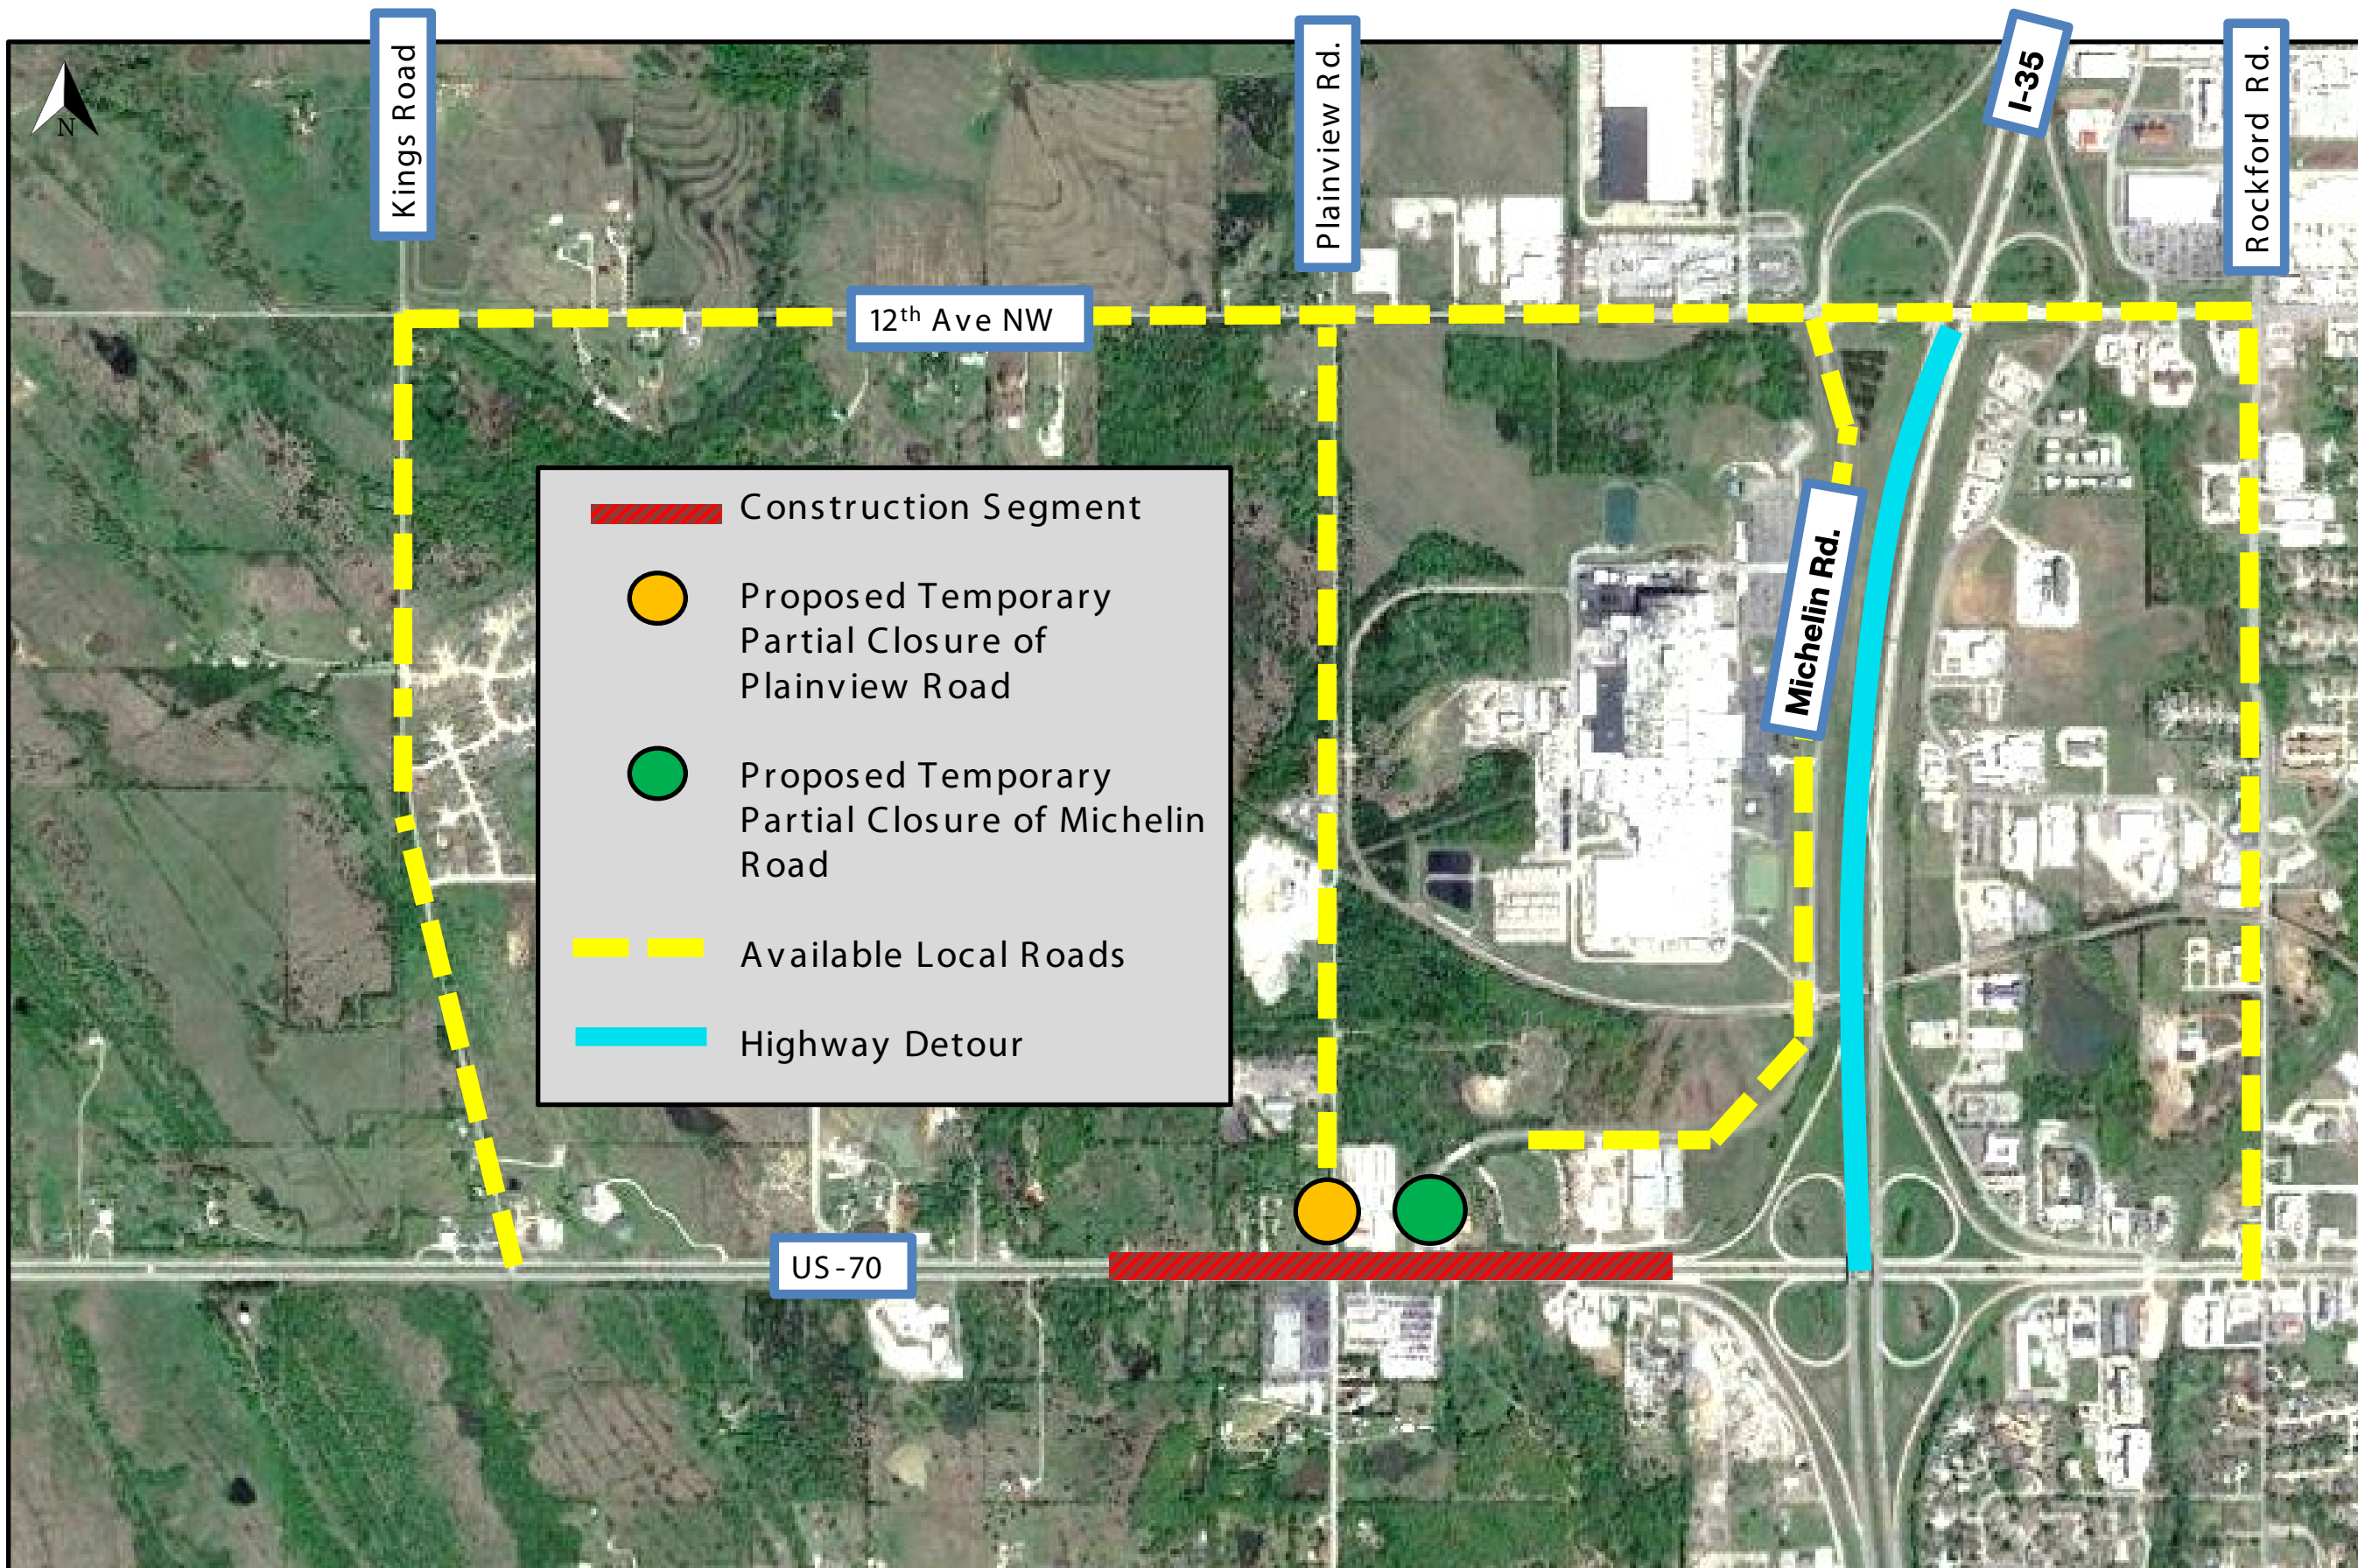 Kings Road
Plainview Rd.
I-35
Rockford Rd.
N
12th Ave NW
Michelin Rd.
Construction Segment
Proposed Temporary
Partial Closure of
Plainview Road
Proposed Temporary
Partial Closure of Michelin
Road
Available Local Roads
Highway Detour
11
US-70